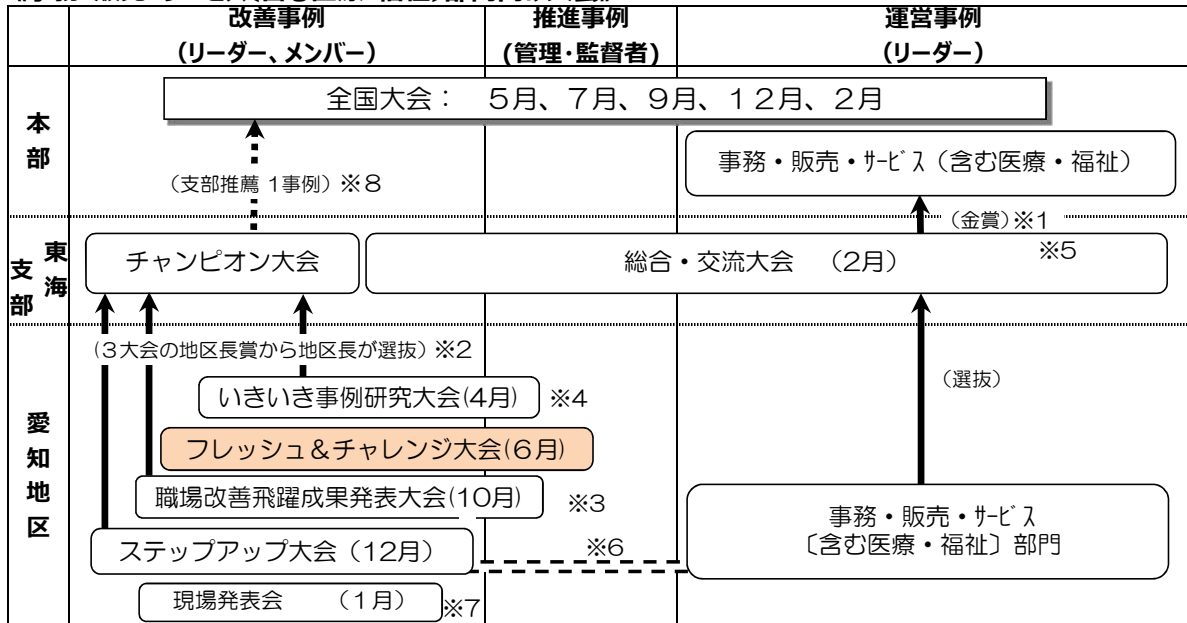 改善事例
(リーダー、メンバー)
推進事例
(管理・監督者)
運営事例
(リーダー)
本部
全国大会： ５月、７月、９月、１２月、２月
事務・販売・ｻｰﾋﾞｽ（含む医療・福祉）
（支部推薦 1事例）※８
（金賞）※１
東海
支部
チャンピオン大会
総合・交流大会 （２月）
※５
（３大会の地区長賞から地区長が選抜）※２
（選抜）
愛知地区
いきいき事例研究大会(４月)
※４
フレッシュ＆チャレンジ大会(６月)
職場改善飛躍成果発表大会(１０月)
※３
ステップアップ大会（１２月）
※６
事務・販売・ｻｰﾋﾞｽ
〔含む医療・福祉〕部門
現場発表会 （１月）
※７